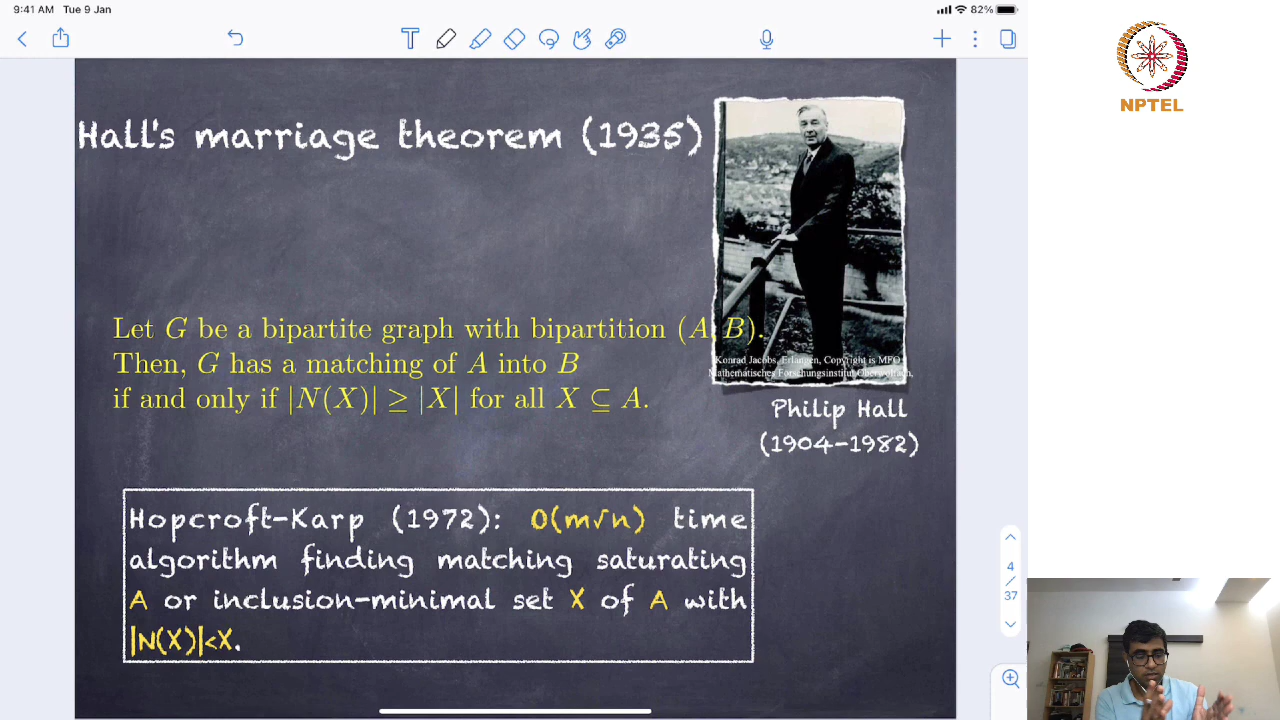 9:41 AM Tue 9 Jan
82%
NPTEL
Hall's marriage theorem (1935)
Let G be a bipartite graph with bipartition (A, B).
Then, G has a matching of A into B
if and only if |N(X)| ≥ |X| for all X ⊆ A.
Konrad Jacobs, Erlangen, Copyright is MFO
Mathematisches Forschungsinstitut Oberwolfach,
Philip Hall
(1904-1982)
Hopcroft-Karp (1972): O(m√n) time
algorithm finding matching saturating
A or inclusion-minimal set X of A with
|N(X)|<X.
4
/
37